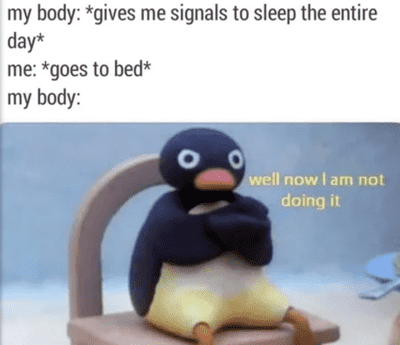 my body: *gives me signals to sleep the entire
day*
me: *goes to bed*
my body:
well now I am not
doing it